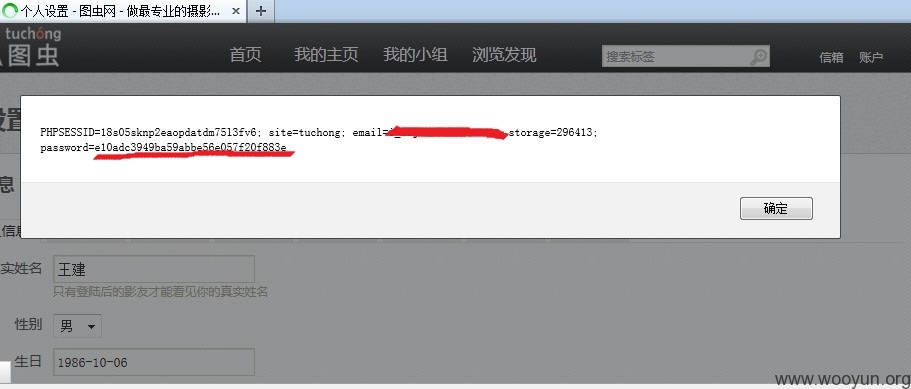 个人设置 - 图虫网 - 做最专业的摄影...
tuchóng
图虫
首页 我的主页 我的小组 浏览发现
搜索标签
信箱 账户
设置
PHPSESSID=18s05sknp2eaopdatdm75l3fv6; site=tuchong; email= storage=296413;
password=e10adc3949ba59abbe56e057f20f883e
确定
息
信息
实姓名 王建
只有登陆后的影友才能看见你的真实姓名
性别 男
生日 1986-10-06
www.wooyun.org